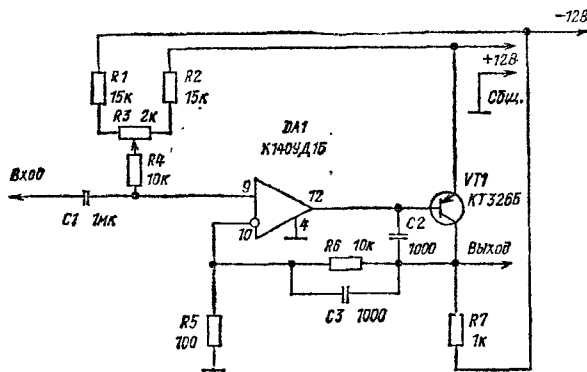 -12В
R1
15к
R2
15к
+12В
Общ.
R3 2к
R4
10к
DA1
К140УД1Б
Вход
9
12
VT1
КТ326Б
C1 1мк
10
4
C2
1000
R6 10к
Выход
C3 1000
R5
100
R7
1к